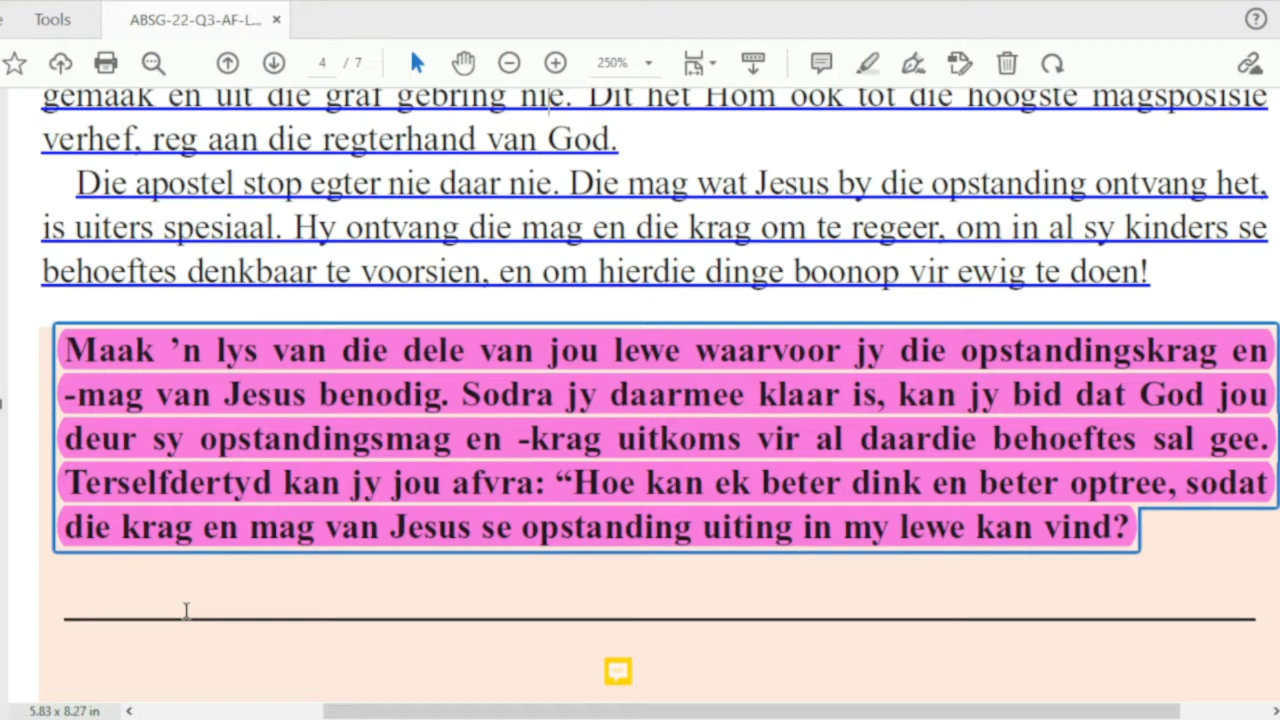 Tools
ABSG-22-Q3-AF-L...
4 / 7
250%
gemaak en uit die graf gebring nie. Dit het Hom ook tot die hoogste magsposisie
verhef, reg aan die regterhand van God.
Die apostel stop egter nie daar nie. Die mag wat Jesus by die opstanding ontvang het,
is uiters spesiaal. Hy ontvang die mag en die krag om te regeer, om in al sy kinders se
behoeftes denkbaar te voorsien, en om hierdie dinge boonop vir ewig te doen!
Maak ’n lys van die dele van jou lewe waarvoor jy die opstandingskrag en
-mag van Jesus benodig. Sodra jy daarmee klaar is, kan jy bid dat God jou
deur sy opstandingsmag en -krag uitkoms vir al daardie behoeftes sal gee.
Terselfdertyd kan jy jou afvra: “Hoe kan ek beter dink en beter optree, sodat
die krag en mag van Jesus se opstanding uiting in my lewe kan vind?
5.83 x 8.27 in